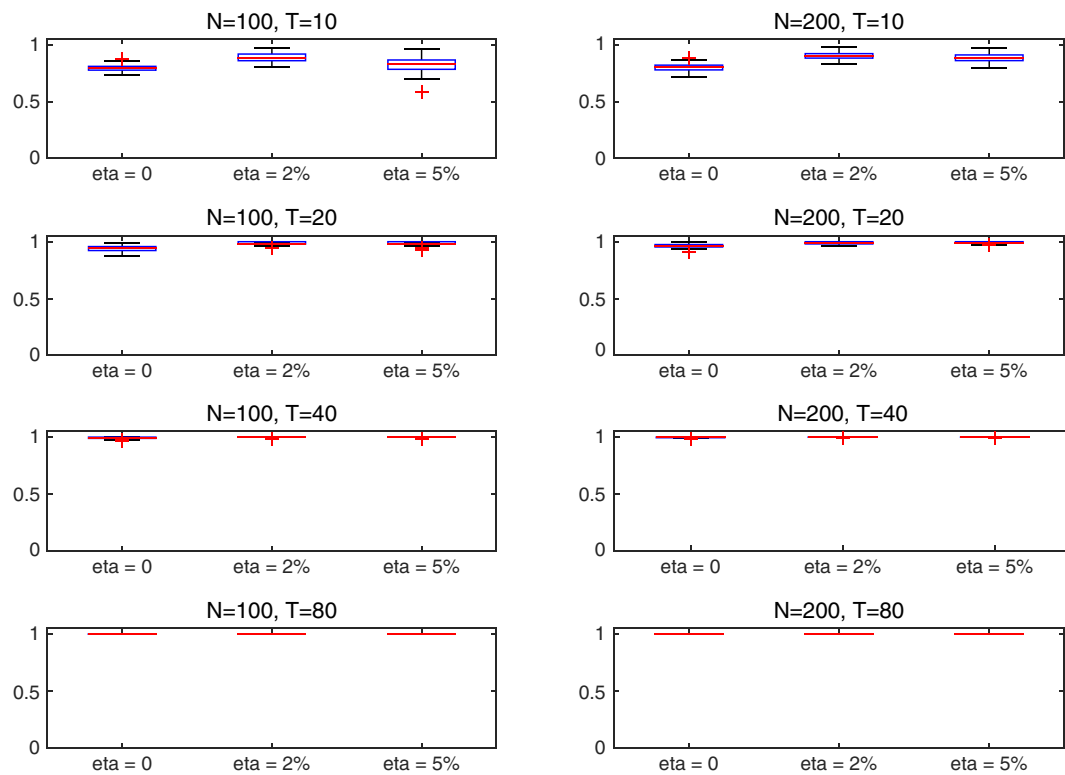 N=100, T=10
1
0.5
0
eta = 0 eta = 2% eta = 5%
N=200, T=10
1
0.5
0
eta = 0 eta = 2% eta = 5%
N=100, T=20
1
0.5
0
eta = 0 eta = 2% eta = 5%
N=200, T=20
1
0.5
0
eta = 0 eta = 2% eta = 5%
N=100, T=40
1
0.5
0
eta = 0 eta = 2% eta = 5%
N=200, T=40
1
0.5
0
eta = 0 eta = 2% eta = 5%
N=100, T=80
1
0.5
0
eta = 0 eta = 2% eta = 5%
N=200, T=80
1
0.5
0
eta = 0 eta = 2% eta = 5%